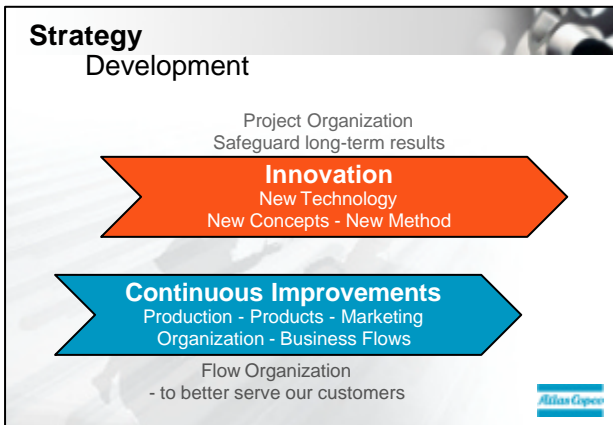 Strategy
Development
Project Organization
Safeguard long-term results
Innovation
New Technology
New Concepts - New Method
Continuous Improvements
Production - Products - Marketing
Organization - Business Flows
Flow Organization
- to better serve our customers
Atlas Copco